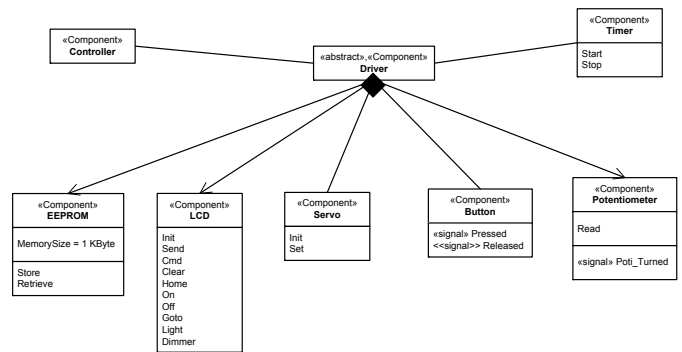 «Component»
Controller
«abstract»,«Component»
Driver
«Component»
Timer
Start
Stop
«Component»
EEPROM
MemorySize = 1 KByte
Store
Retrieve
«Component»
LCD
Init
Send
Cmd
Clear
Home
On
Off
Goto
Light
Dimmer
«Component»
Servo
Init
Set
«Component»
Button
«signal» Pressed
<<signal>> Released
«Component»
Potentiometer
Read
«signal» Poti_Turned